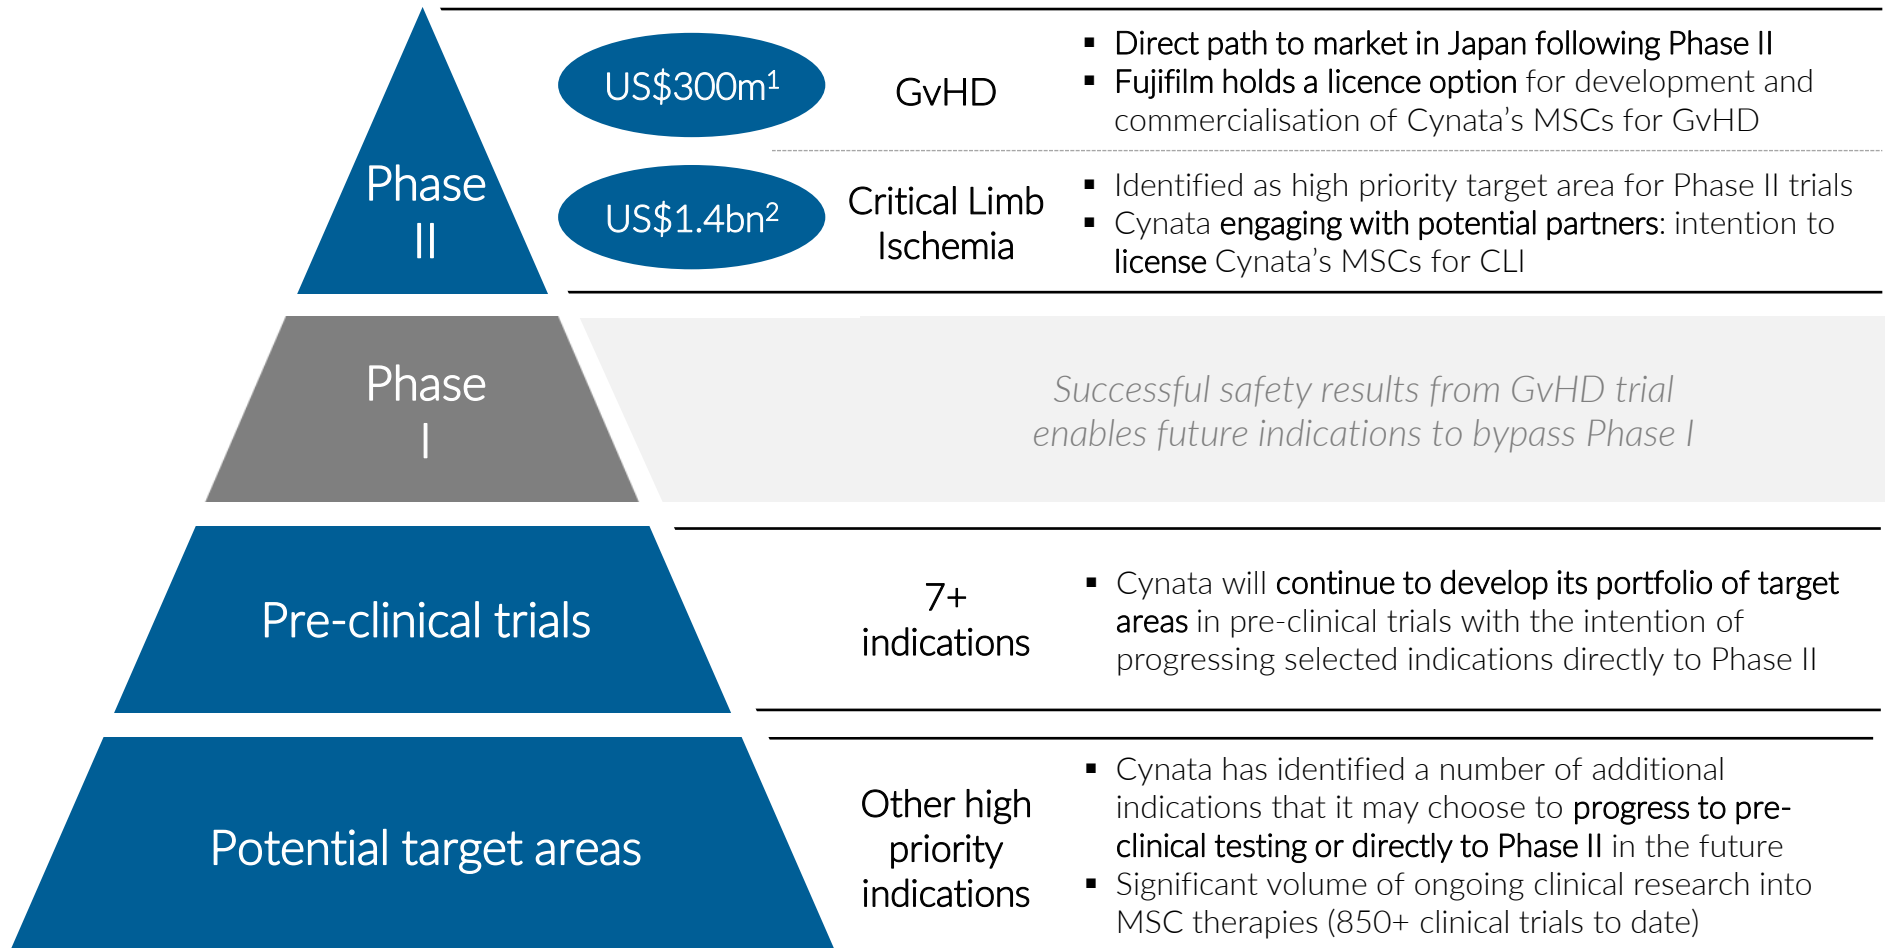 Phase
II
US$300m¹
GvHD
▪ Direct path to market in Japan following Phase II
▪ Fujifilm holds a licence option for development and
commercialisation of Cynata’s MSCs for GvHD
US$1.4bn²
Critical Limb
Ischemia
▪ Identified as high priority target area for Phase II trials
▪ Cynata engaging with potential partners: intention to
license Cynata’s MSCs for CLI
Phase
I
Successful safety results from GvHD trial
enables future indications to bypass Phase I
Pre-clinical trials
7+
indications
▪ Cynata will continue to develop its portfolio of target
areas in pre-clinical trials with the intention of
progressing selected indications directly to Phase II
Potential target areas
Other high
priority
indications
▪ Cynata has identified a number of additional
indications that it may choose to progress to pre-
clinical testing or directly to Phase II in the future
▪ Significant volume of ongoing clinical research into
MSC therapies (850+ clinical trials to date)